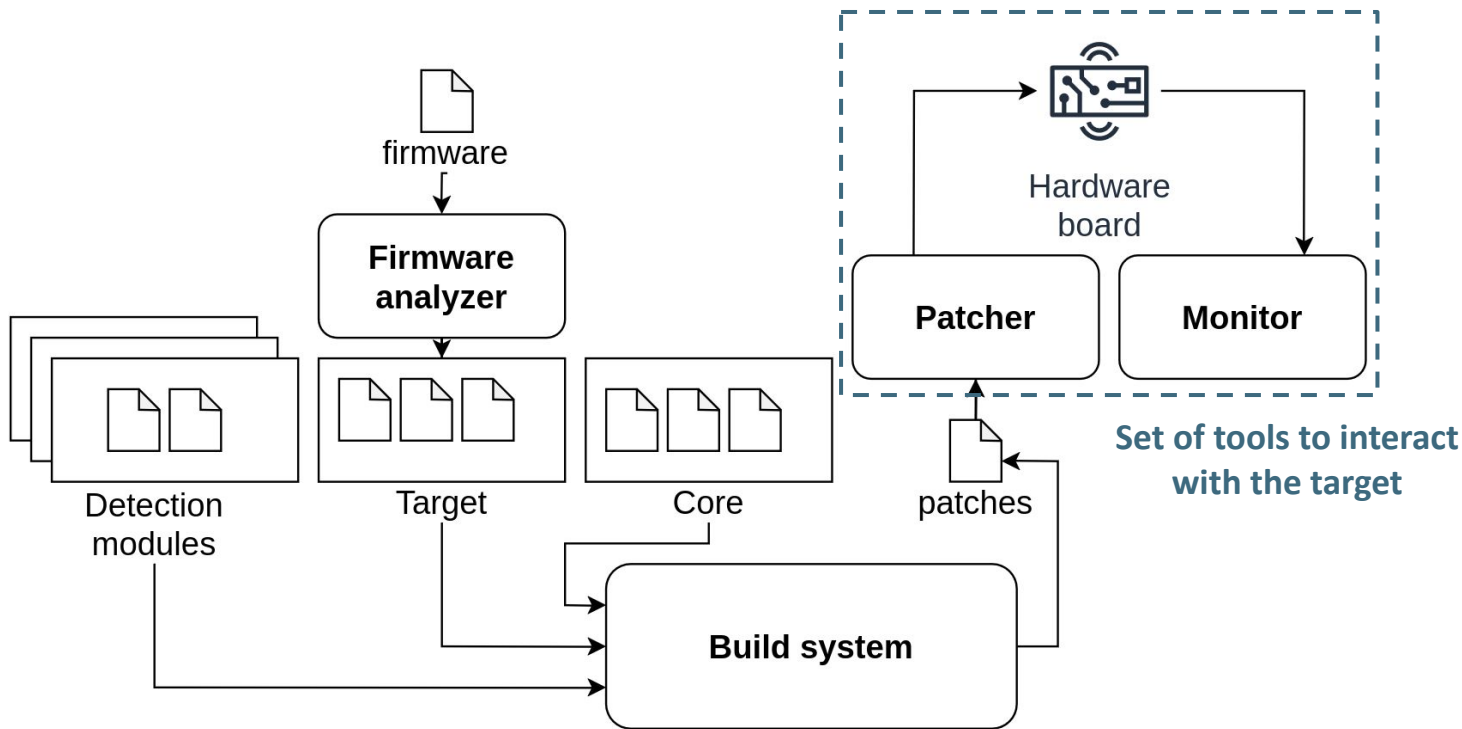 firmware
Firmware
analyzer
Detection
modules
Target
Core
Build system
patches
Patcher
Monitor
Hardware
board
Set of tools to interact
with the target